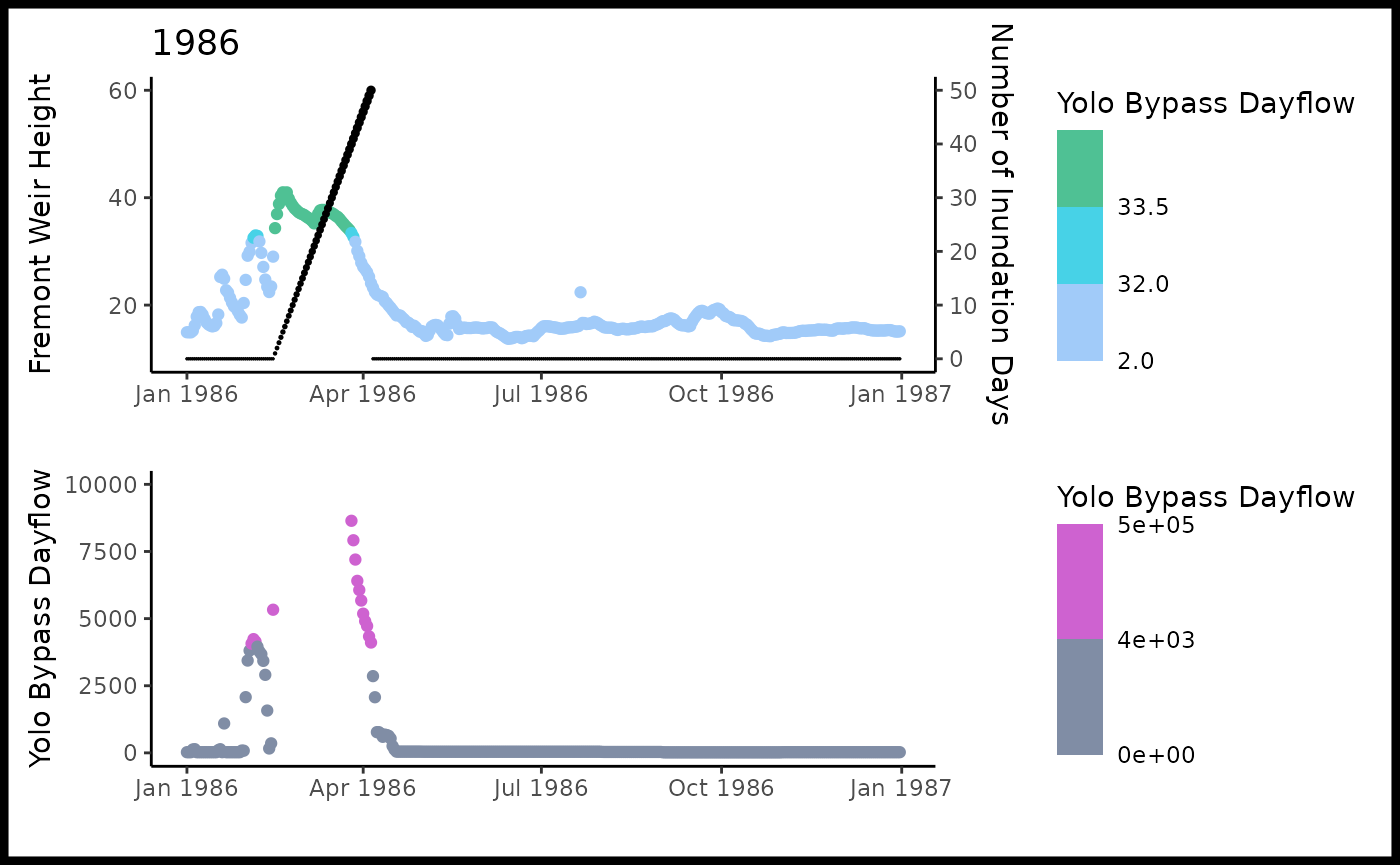 1986
Fremont Weir Height
60
40
20
50
40
30
20
10
0
Number of Inundation Days
Jan 1986
Apr 1986
Jul 1986
Oct 1986
Jan 1987
Yolo Bypass Dayflow
33.5
32.0
2.0
Yolo Bypass Dayflow
10000
7500
5000
2500
0
Jan 1986
Apr 1986
Jul 1986
Oct 1986
Jan 1987
Yolo Bypass Dayflow
5e+05
4e+03
0e+00